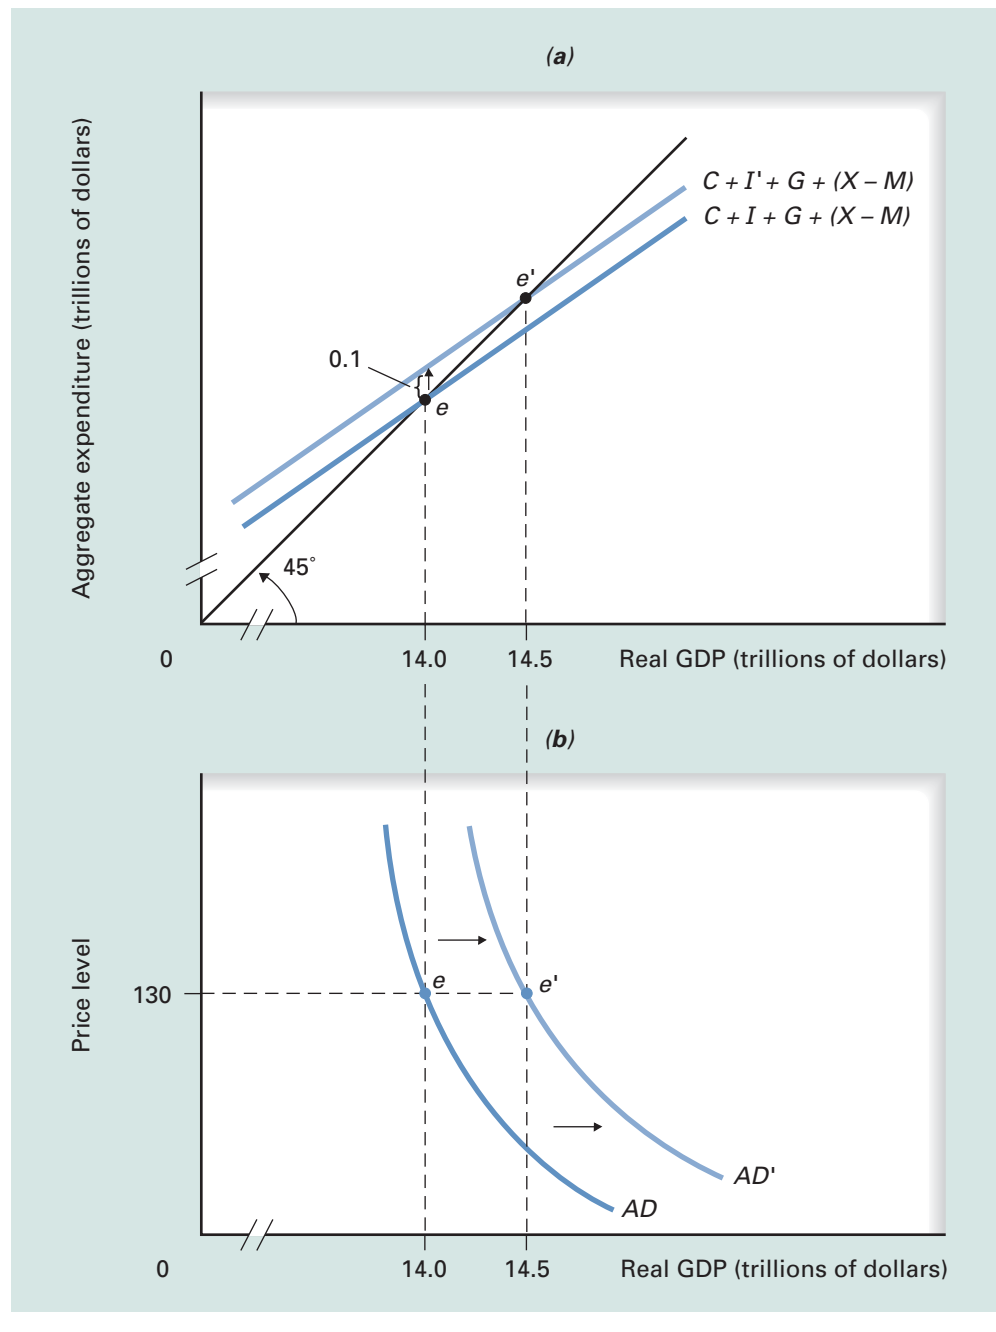 (a)
Aggregate expenditure (trillions of dollars)
C + I' + G + (X – M)
C + I + G + (X – M)
e'
0.1
e
45°
0
14.0
14.5
Real GDP (trillions of dollars)
(b)
Price level
130
e
e'
AD'
AD
0
14.0
14.5
Real GDP (trillions of dollars)